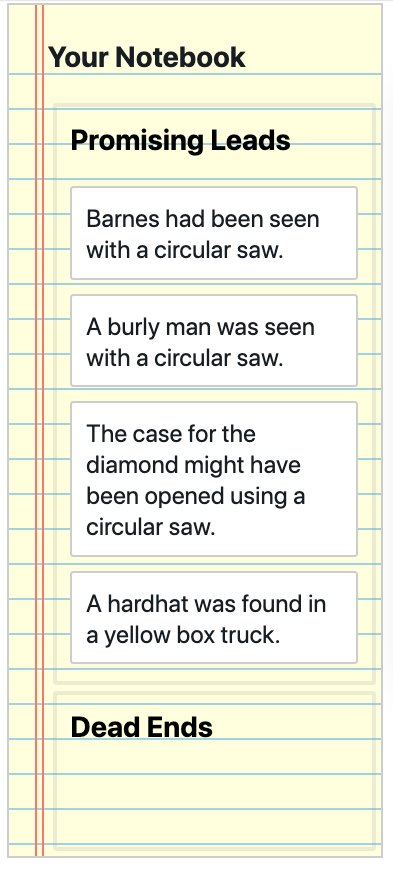 Your Notebook
Promising Leads
Barnes had been seen
with a circular saw.
A burly man was seen
with a circular saw.
The case for the
diamond might have
been opened using a
circular saw.
A hardhat was found in
a yellow box truck.
Dead Ends